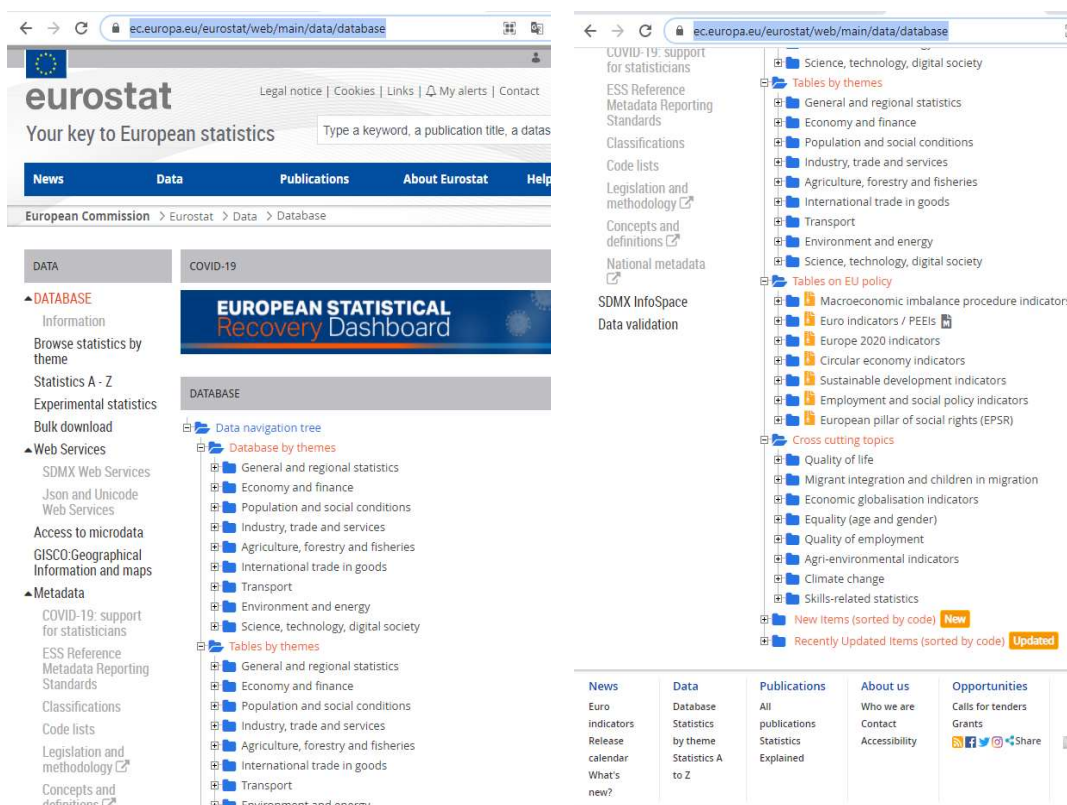 ec.europa.eu/eurostat/web/main/data/database
eurostat
Legal notice | Cookies | Links | My alerts | Contact
Your key to European statistics
Type a keyword, a publication title, a datas
News Data Publications About Eurostat Help
European Commission > Eurostat > Data > Database
DATA
DATABASE
Information
Browse statistics by
theme
Statistics A - Z
Experimental statistics
Bulk download
Web Services
SDMX Web Services
Json and Unicode
Web Services
Access to microdata
GISCO:Geographical
Information and maps
Metadata
COVID-19: support
for statisticians
ESS Reference
Metadata Reporting
Standards
Classifications
Code lists
Legislation and
methodology
Concepts and
definitions
COVID-19
EUROPEAN STATISTICAL
Recovery Dashboard
DATABASE
Data navigation tree
Database by themes
General and regional statistics
Economy and finance
Population and social conditions
Industry, trade and services
Agriculture, forestry and fisheries
International trade in goods
Transport
Environment and energy
Science, technology, digital society
Tables by themes
General and regional statistics
Economy and finance
Population and social conditions
Industry, trade and services
Agriculture, forestry and fisheries
International trade in goods
Transport
Environment and energy
ec.europa.eu/eurostat/web/main/data/database
COVID-19: support
for statisticians
ESS Reference
Metadata Reporting
Standards
Classifications
Code lists
Legislation and
methodology
Concepts and
definitions
National metadata
SDMX InfoSpace
Data validation
Science, technology, digital society
Tables by themes
General and regional statistics
Economy and finance
Population and social conditions
Industry, trade and services
Agriculture, forestry and fisheries
International trade in goods
Transport
Environment and energy
Science, technology, digital society
Tables on EU policy
Macroeconomic imbalance procedure indicators
Euro indicators / PEEIs
Europe 2020 indicators
Circular economy indicators
Sustainable development indicators
Employment and social policy indicators
European pillar of social rights (EPSR)
Cross cutting topics
Quality of life
Migrant integration and children in migration
Economic globalisation indicators
Equality (age and gender)
Quality of employment
Agri-environmental indicators
Climate change
Skills-related statistics
New Items (sorted by code) New
Recently Updated Items (sorted by code) Updated
News
Euro
indicators
Release
calendar
What's
new?
Data
Database
Statistics
by theme
Statistics A
to Z
Publications
All
publications
Statistics
Explained
About us
Who we are
Contact
Accessibility
Opportunities
Calls for tenders
Grants
Share